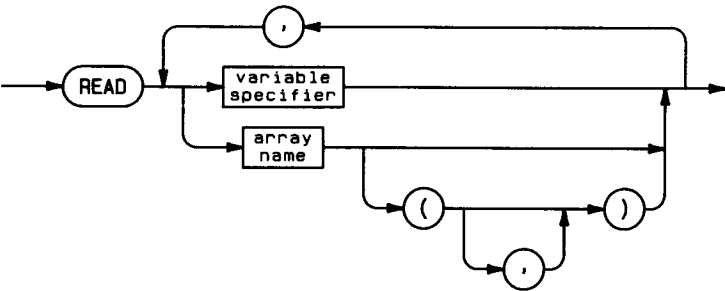 ,
READ
variable
specifier
array
name
( )
,